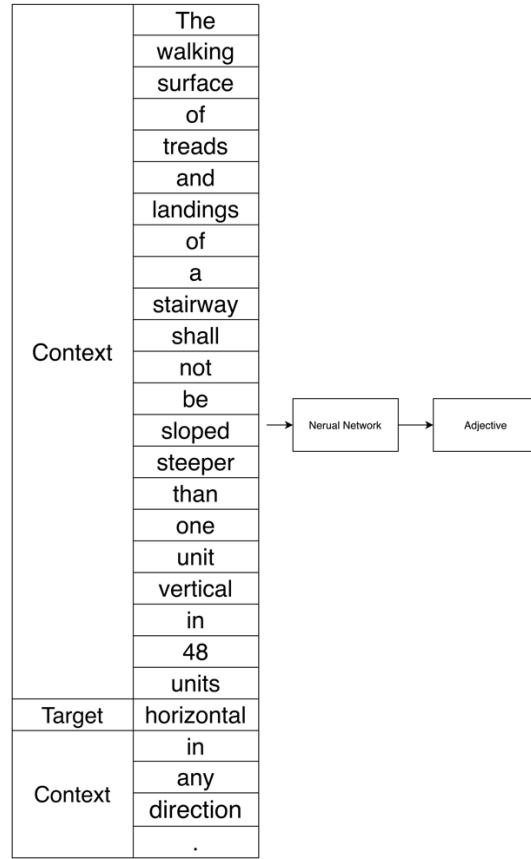 Context
The
walking
surface
of
treads
and
landings
of
a
stairway
shall
not
be
sloped
steeper
than
one
unit
vertical
in
48
units
Target
horizontal
Context
in
any
direction
.
Nerual Network
Adjective